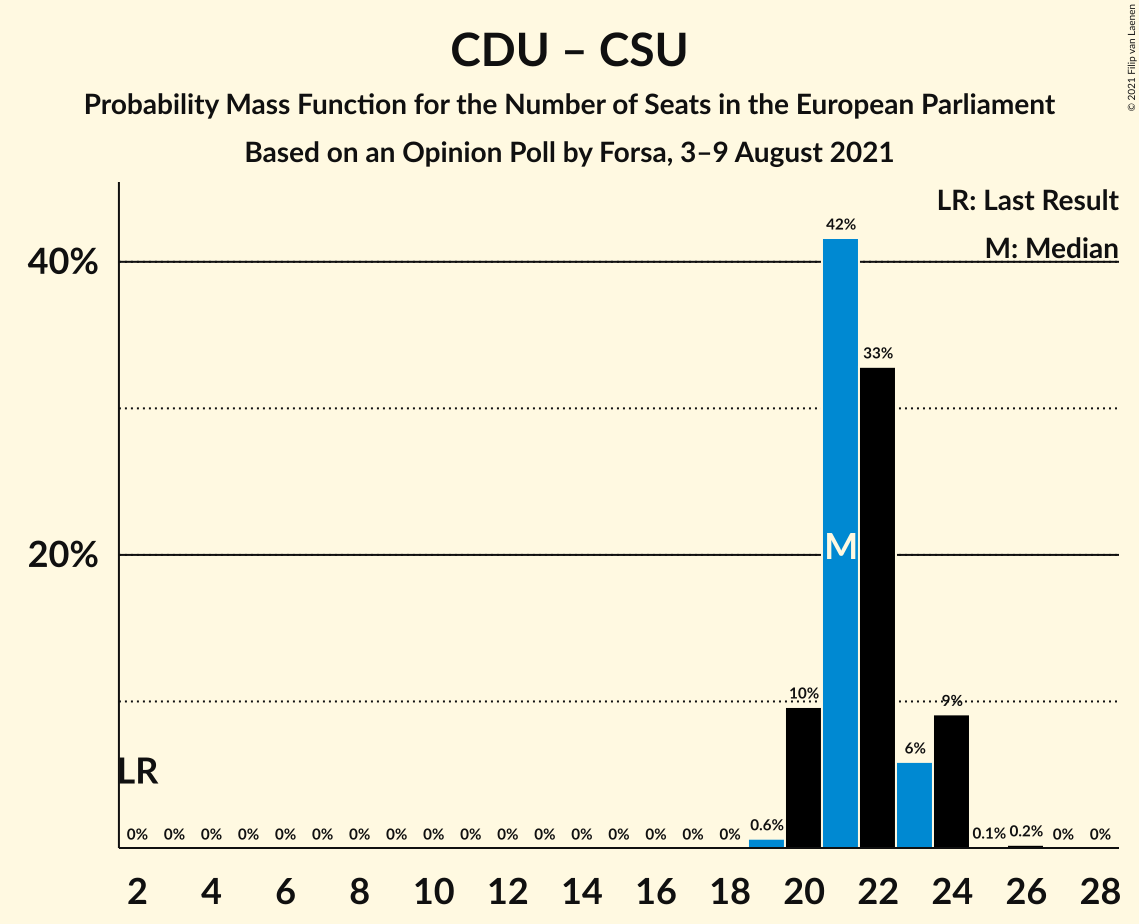 © 2021 Filip van Laenen
CDU – CSU
Probability Mass Function for the Number of Seats in the European Parliament
Based on an Opinion Poll by Forsa, 3–9 August 2021
LR: Last Result
M: Median
40%
20%
42%
33%
M
10%
9%
6%
LR
0% 0% 0% 0% 0% 0% 0% 0% 0% 0% 0% 0% 0% 0% 0% 0% 0% 0.6% 0.1% 0.2% 0% 0%
2 4 6 8 10 12 14 16 18 20 22 24 26 28